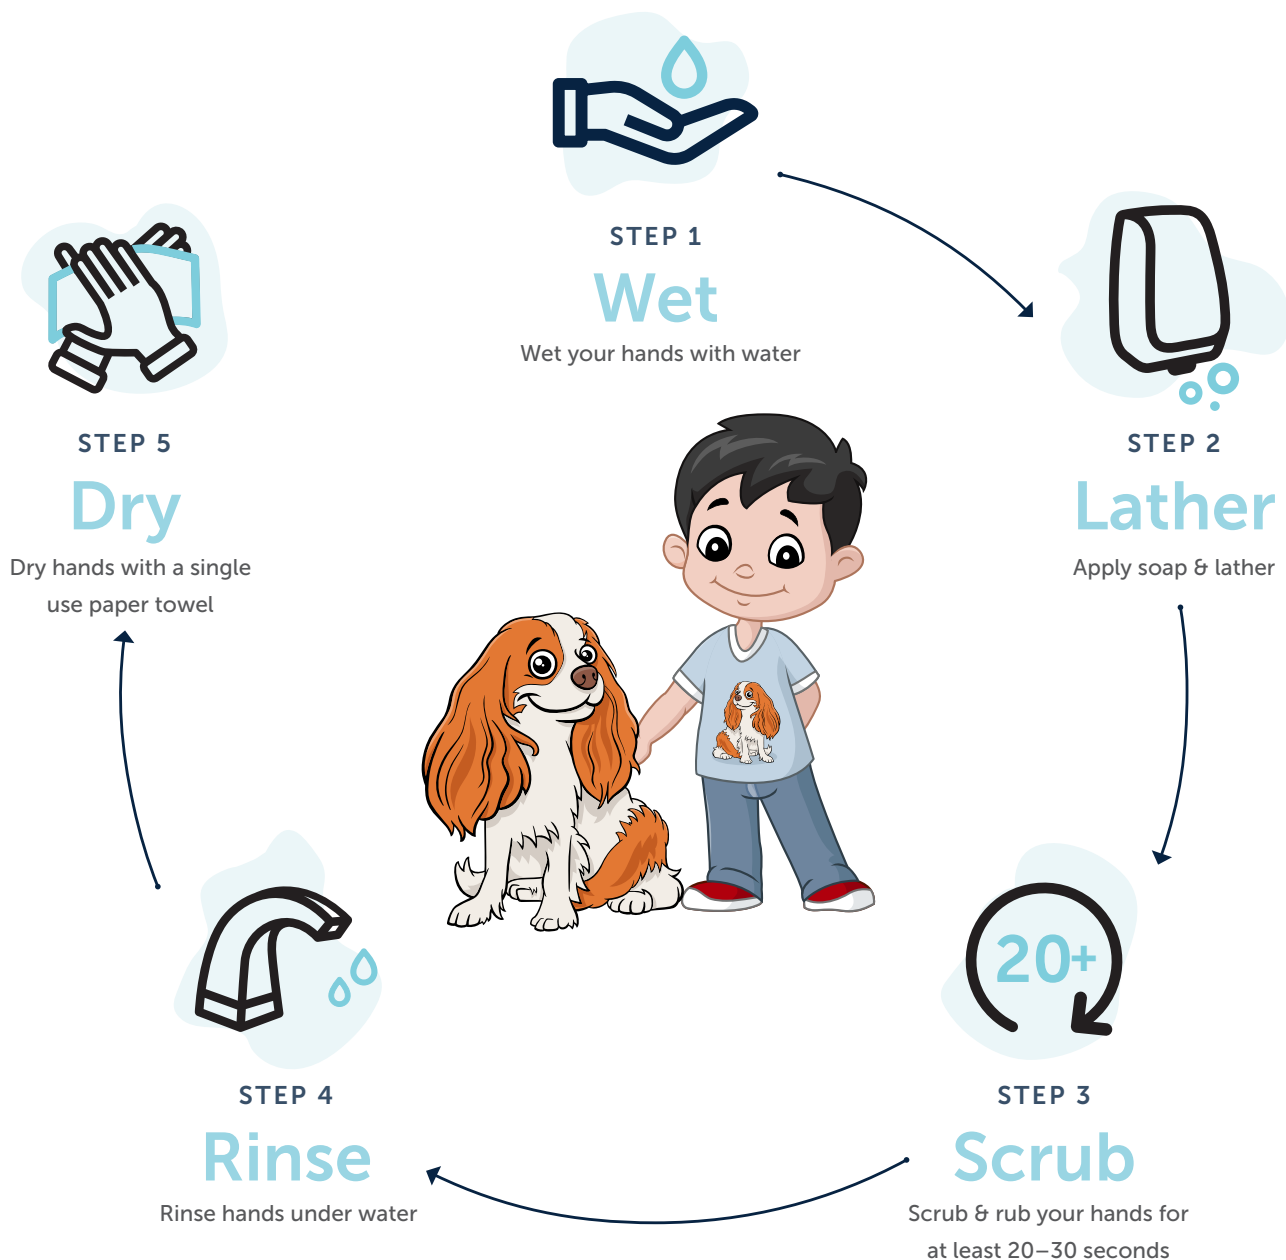 STEP 1
Wet
Wet your hands with water
STEP 2
Lather
Apply soap & lather
20+
STEP 3
Scrub
Scrub & rub your hands for
at least 20–30 seconds
STEP 4
Rinse
Rinse hands under water
STEP 5
Dry
Dry hands with a single
use paper towel